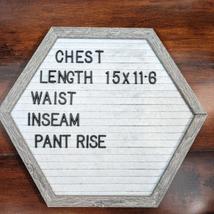 CHEST
LENGTH 15X11·6
WAIST
INSEAM
PANT RISE